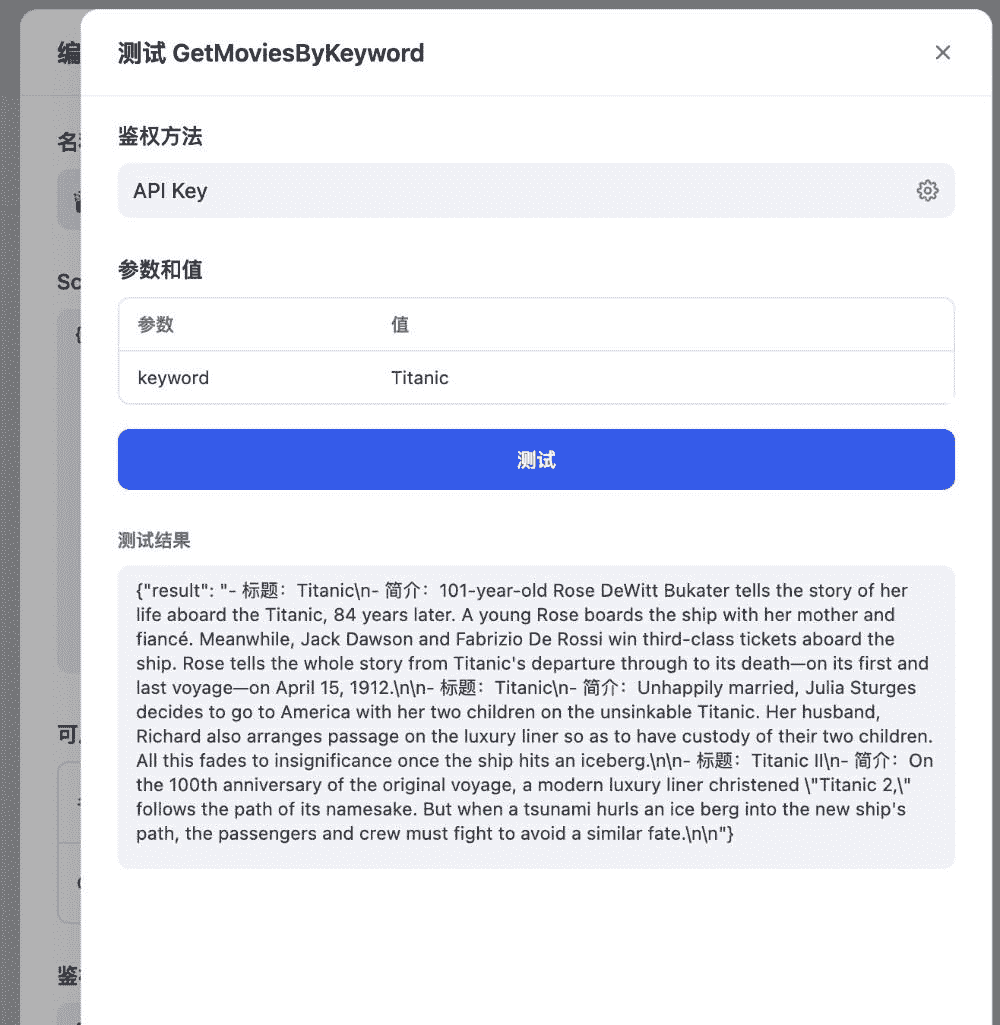 编
测试 GetMoviesByKeyword
鉴权方法
API Key
参数和值
参数 值
keyword Titanic
测试
测试结果
{"result": "- 标题：Titanic\n- 简介：101-year-old Rose DeWitt Bukater tells the story of her
life aboard the Titanic, 84 years later. A young Rose boards the ship with her mother and
fiancé. Meanwhile, Jack Dawson and Fabrizio De Rossi win third-class tickets aboard the
ship. Rose tells the whole story from Titanic's departure through to its death—on its first and
last voyage—on April 15, 1912.\n\n- 标题：Titanic\n- 简介：Unhappily married, Julia Sturges
decides to go to America with her two children on the unsinkable Titanic. Her husband,
Richard also arranges passage on the luxury liner so as to have custody of their two children.
All this fades to insignificance once the ship hits an iceberg.\n\n- 标题：Titanic II\n- 简介：On
the 100th anniversary of the original voyage, a modern luxury liner christened \"Titanic 2,\"
follows the path of its namesake. But when a tsunami hurls an ice berg into the new ship's
path, the passengers and crew must fight to avoid a similar fate.\n\n"}
名
Sc
{
可
鉴